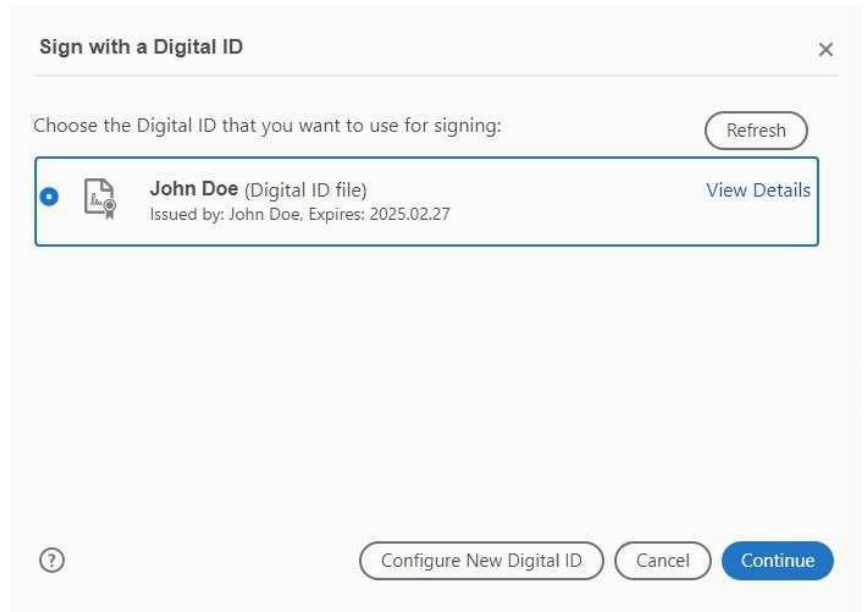 Sign with a Digital ID
Choose the Digital ID that you want to use for signing:
Refresh
John Doe (Digital ID file)
View Details
Issued by: John Doe, Expires: 2025.02.27
?
Configure New Digital ID
Cancel
Continue